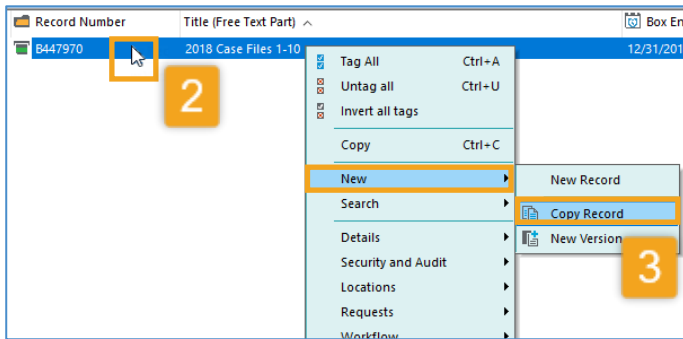 Record Number Title (Free Text Part) Box En
B447970 2018 Case Files 1-10 12/31/201
2
Tag All Ctrl+A
Untag all Ctrl+U
Invert all tags
Copy Ctrl+C
New New Record
Search Copy Record
New Version
3
Details
Security and Audit
Locations
Requests
Workflow